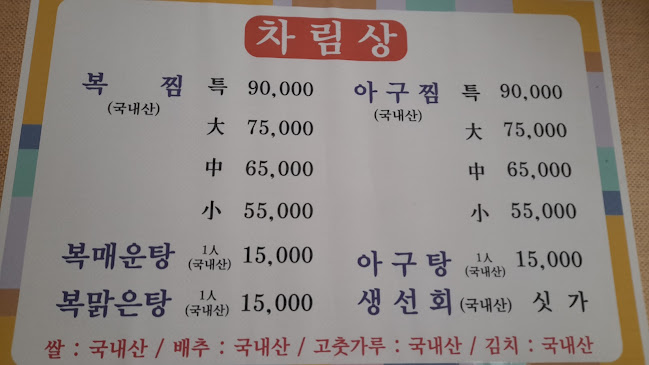 차림상
복 찜 특 90,000
(국내산)
大 75,000
中 65,000
小 55,000
복매운탕 1人 (국내산) 15,000
복맑은탕 1人 (국내산) 15,000
아구찜 특 90,000
(국내산)
大 75,000
中 65,000
小 55,000
아구탕 1人 (국내산) 15,000
생선회 (국내산) 싯 가
쌀 : 국내산 / 배추 : 국내산 / 고춧가루 : 국내산 / 김치 : 국내산